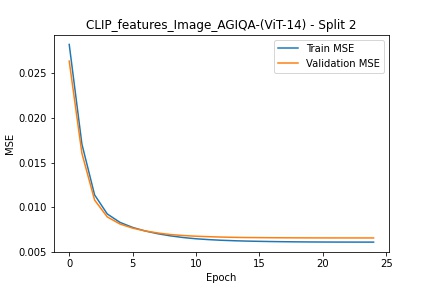 CLIP_features_Image_AGIQA-(ViT-14) - Split 2
Train MSE
Validation MSE
MSE
0.025
0.020
0.015
0.010
0.005
0 5 10 15 20 25
Epoch